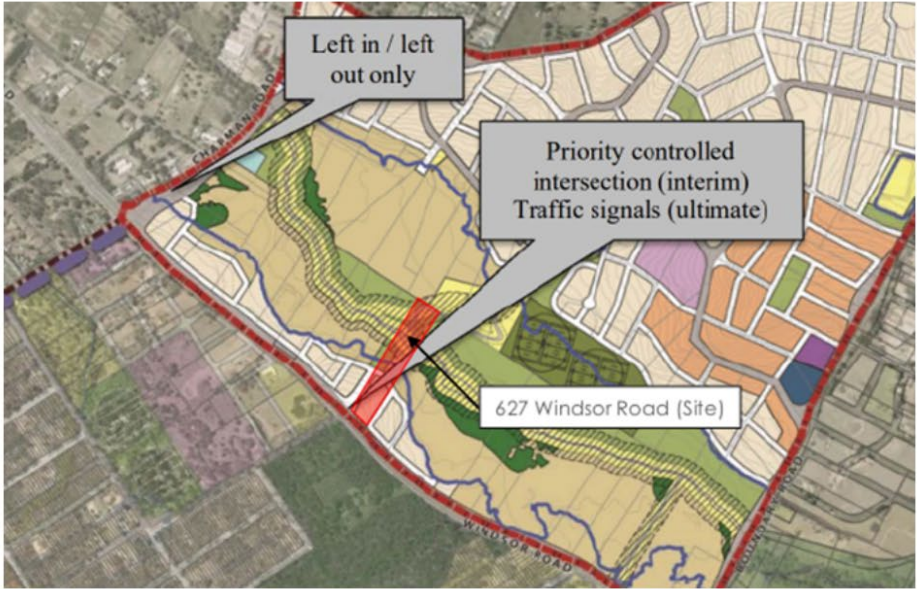 Left in / left
out only
CHAPMAN ROAD
Priority controlled
intersection (interim)
Traffic signals (ultimate)
627 Windsor Road (Site)
WINDSOR ROAD